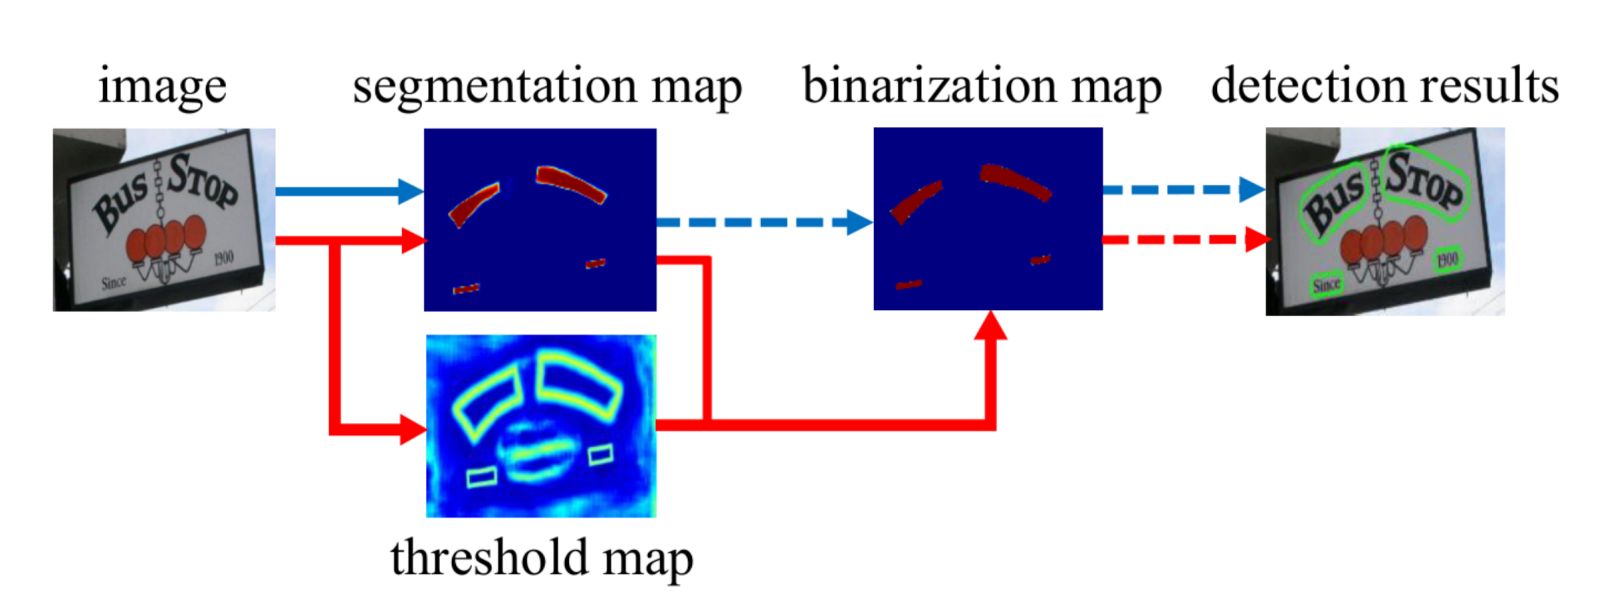 image
segmentation map
binarization map
detection results
BUS STOP
Since
1900
BUS STOP
Since
1900
threshold map